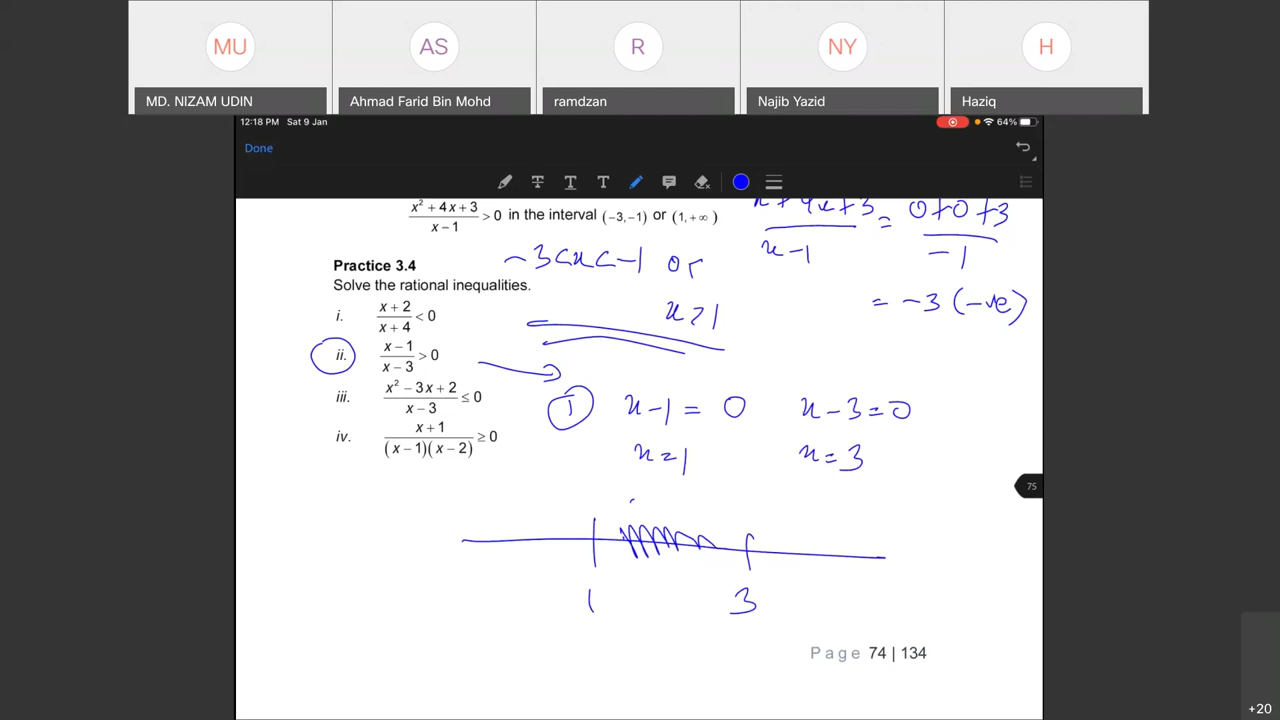 MU AS R NY H
MD. NIZAM UDIN Ahmad Farid Bin Mohd ramdzan Najib Yazid Haziq
12:18 PM Sat 9 Jan 64%
Done
T T T
x² + 4x + 3 / x − 1 > 0 in the interval (−3,−1) or (1,+∞)
x + 4x + 3 / x − 1 = 0 + 0 + 3 / −1
= −3 (−ve)
−3<x<−1 or
x>1
Practice 3.4
Solve the rational inequalities.
i. x + 2 / x + 4 < 0
ii. x − 1 / x − 3 > 0
iii. x² − 3x + 2 / x − 3 ≤ 0
iv. x + 1 / (x − 1)(x − 2) ≥ 0
1 x − 1 = 0 x − 3 = 0
x = 1 x = 3
75
1 3
Page 74 | 134
+20